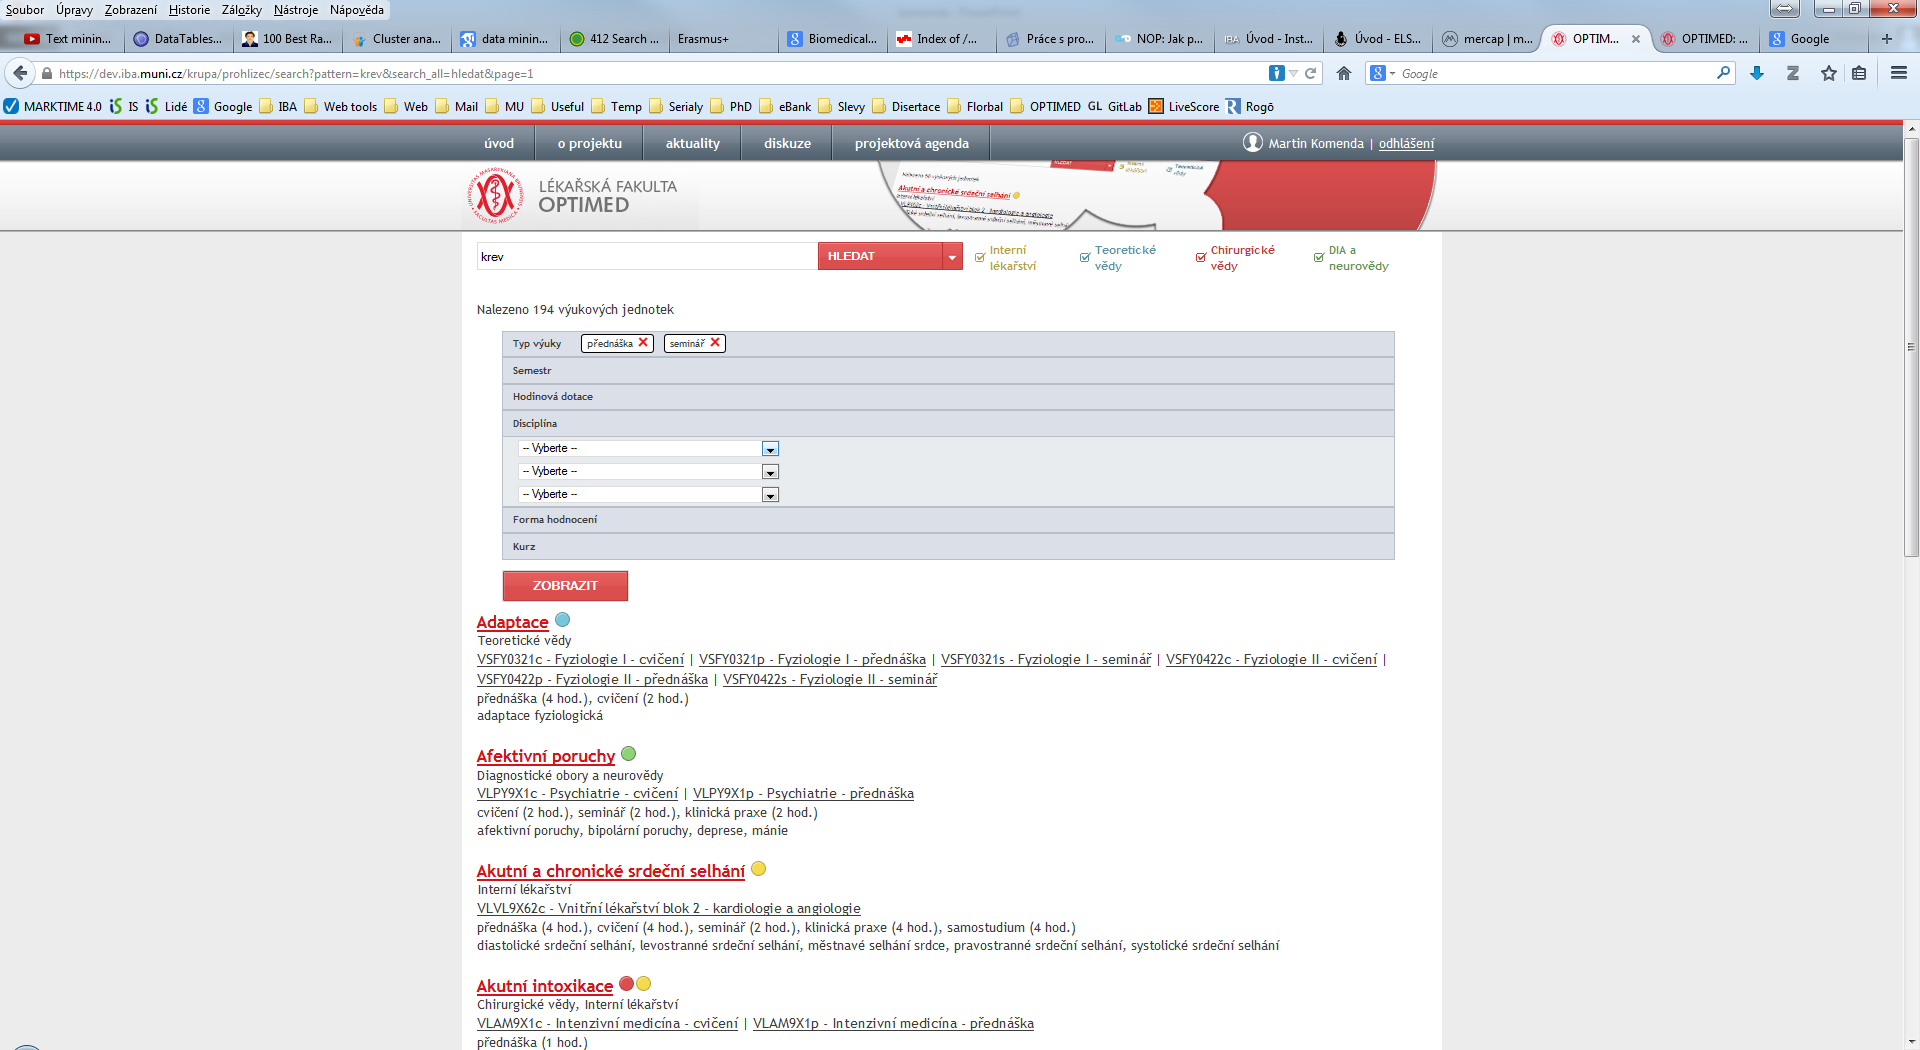 Soubor Úpravy Zobrazení Historie Záložky Nástroje Nápověda
Text minin... DataTables... 100 Best Ra... Cluster ana... data minin... 412 Search ... Erasmus+ Biomedical... Index of /... Práce s pro... NOP: Jak p... Úvod - Inst... Úvod - ELS... mercap | m... OPTIM... OPTIMED: ... Google
https://dev.iba.muni.cz/krupa/prohlizec/search?pattern=krev&search_all=hledat&page=1 Google
MARKTIME 4.0 IS Lidé Google IBA Web tools Web Mail MU Useful Temp Serialy PhD eBank Slevy Disertace Florbal OPTIMED GL GitLab LiveScore Rogō
úvod o projektu aktuality diskuze projektová agenda Martin Komenda | odhlášení
LÉKAŘSKÁ FAKULTA
OPTIMED
Akutní a chronické srdeční selhání
krev HLEDAT Interní lékařství Teoretické vědy Chirurgické vědy DIA a neurovědy
Nalezeno 194 výukových jednotek
Typ výuky přednáška seminář
Semestr
Hodinová dotace
Disciplína
-- Vyberte --
-- Vyberte --
-- Vyberte --
Forma hodnocení
Kurz
ZOBRAZIT
Adaptace
Teoretické vědy
VSFY0321c - Fyziologie I - cvičení | VSFY0321p - Fyziologie I - přednáška | VSFY0321s - Fyziologie I - seminář | VSFY0422c - Fyziologie II - cvičení |
VSFY0422p - Fyziologie II - přednáška | VSFY0422s - Fyziologie II - seminář
přednáška (4 hod.), cvičení (2 hod.)
adaptace fyziologická
Afektivní poruchy
Diagnostické obory a neurovědy
VLPY9X1c - Psychiatrie - cvičení | VLPY9X1p - Psychiatrie - přednáška
cvičení (2 hod.), seminář (2 hod.), klinická praxe (2 hod.)
afektivní poruchy, bipolární poruchy, deprese, mánie
Akutní a chronické srdeční selhání
Interní lékařství
VLVL9X62c - Vnitřní lékařství blok 2 - kardiologie a angiologie
přednáška (4 hod.), cvičení (4 hod.), seminář (2 hod.), klinická praxe (4 hod.), samostudium (4 hod.)
diastolické srdeční selhání, levostranné srdeční selhání, městnavé selhání srdce, pravostranné srdeční selhání, systolické srdeční selhání
Akutní intoxikace
Chirurgické vědy, Interní lékařství
VLAM9X1c - Intenzivní medicína - cvičení | VLAM9X1p - Intenzivní medicína - přednáška
přednáška (1 hod.)